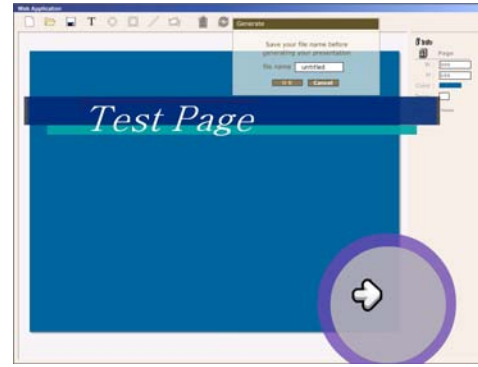 Web Application
T
Generate
Save your file name before
generating your presentation
file name untitled
OK Cancel
Info
Page
W
H
Test Page